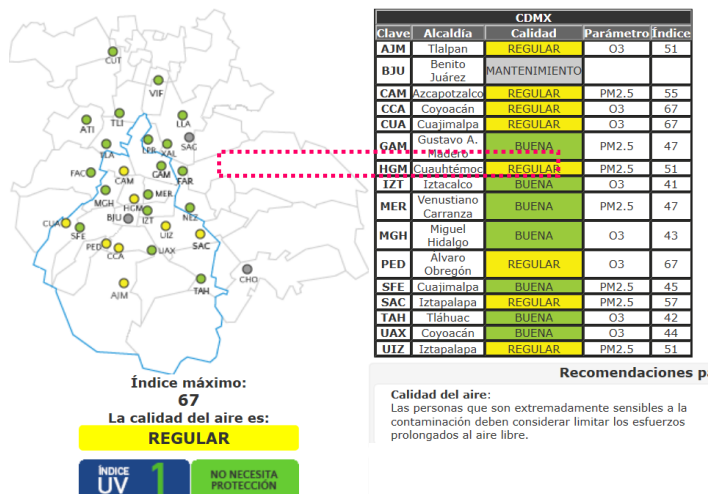 CUT
VIF
TLI
ATI
LLA
SAG
LPR
XAL
FAC
CAM
GAM
FAR
MGH
HGM
MER
BJU
IZT
NEZ
CUA
SFE
PED
CCA
UIZ
UAX
SAC
AJM
TAH
CHO
Índice máximo:
67
La calidad del aire es:
REGULAR
ÍNDICE
UV 1
NO NECESITA
PROTECCIÓN
CDMX
Clave Alcaldía Calidad Parámetro Índice
AJM Tlalpan REGULAR O3 51
BJU Benito Juárez MANTENIMIENTO
CAM Azcapotzalco REGULAR PM2.5 55
CCA Coyoacán REGULAR O3 67
CUA Cuajimalpa REGULAR O3 67
GAM Gustavo A. Madero BUENA PM2.5 47
HGM Cuauhtémoc REGULAR PM2.5 51
IZT Iztacalco BUENA O3 41
MER Venustiano Carranza BUENA PM2.5 47
MGH Miguel Hidalgo BUENA O3 43
PED Álvaro Obregón REGULAR O3 67
SFE Cuajimalpa BUENA PM2.5 45
SAC Iztapalapa REGULAR PM2.5 57
TAH Tláhuac BUENA O3 42
UAX Coyoacán BUENA O3 44
UIZ Iztapalapa REGULAR PM2.5 51
Recomendaciones
Calidad del aire:
Las personas que son extremadamente sensibles a la
contaminación deben considerar limitar los esfuerzos
prolongados al aire libre.